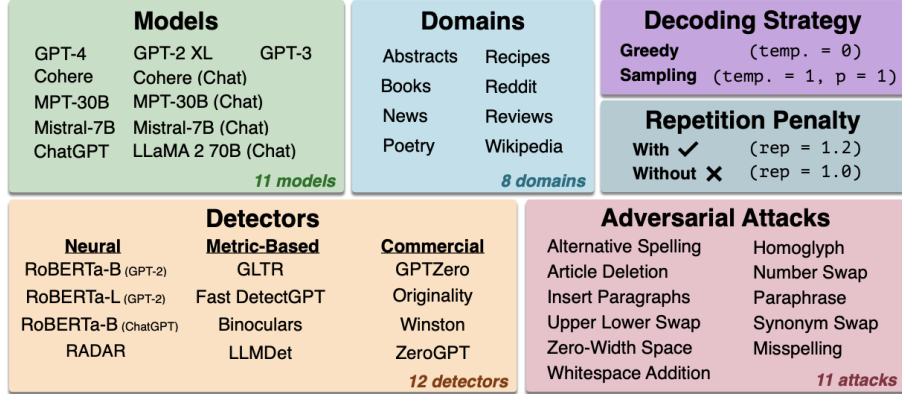 Models
GPT-4 GPT-2 XL GPT-3
Cohere Cohere (Chat)
MPT-30B MPT-30B (Chat)
Mistral-7B Mistral-7B (Chat)
ChatGPT LLaMA 2 70B (Chat)
11 models
Domains
Abstracts Recipes
Books Reddit
News Reviews
Poetry Wikipedia
8 domains
Decoding Strategy
Greedy (temp. = 0)
Sampling (temp. = 1, p = 1)
Repetition Penalty
With ✓ (rep = 1.2)
Without ✗ (rep = 1.0)
Detectors
Neural Metric-Based Commercial
RoBERTa-B (GPT-2) GLTR GPTZero
RoBERTa-L (GPT-2) Fast DetectGPT Originality
RoBERTa-B (ChatGPT) Binoculars Winston
RADAR LLMDet ZeroGPT
12 detectors
Adversarial Attacks
Alternative Spelling Homoglyph
Article Deletion Number Swap
Insert Paragraphs Paraphrase
Upper Lower Swap Synonym Swap
Zero-Width Space Misspelling
Whitespace Addition
11 attacks